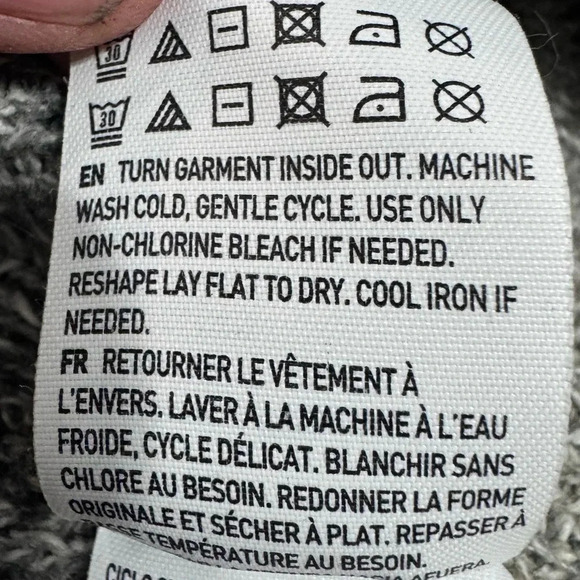 30
30
EN TURN GARMENT INSIDE OUT. MACHINE
WASH COLD, GENTLE CYCLE. USE ONLY
NON-CHLORINE BLEACH IF NEEDED.
RESHAPE LAY FLAT TO DRY. COOL IRON IF
NEEDED.
FR RETOURNER LE VÊTEMENT À
L'ENVERS. LAVER À LA MACHINE À L'EAU
FROIDE, CYCLE DÉLICAT. BLANCHIR SANS
CHLORE AU BESOIN. REDONNER LA FORME
ORIGINALE ET SÉCHER À PLAT. REPASSER À
TEMPÉRATURE AU BESOIN.
AFUERA.